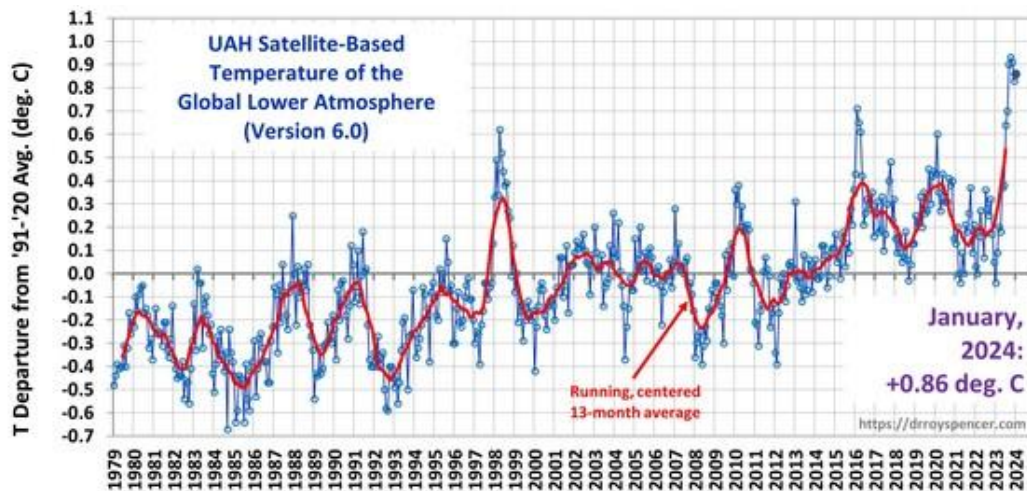 UAH Satellite-Based
Temperature of the
Global Lower Atmosphere
(Version 6.0)
T Departure from '91-'20 Avg. (deg. C)
1.1
1.0
0.9
0.8
0.7
0.6
0.5
0.4
0.3
0.2
0.1
0.0
-0.1
-0.2
-0.3
-0.4
-0.5
-0.6
-0.7
Running, centered
13-month average
January,
2024:
+0.86 deg. C
https://drroyspencer.com
1979 1980 1981 1982 1983 1984 1985 1986 1987 1988 1989 1990 1991 1992 1993 1994 1995 1996 1997 1998 1999 2000 2001 2002 2003 2004 2005 2006 2007 2008 2009 2010 2011 2012 2013 2014 2015 2016 2017 2018 2019 2020 2021 2022 2023 2024